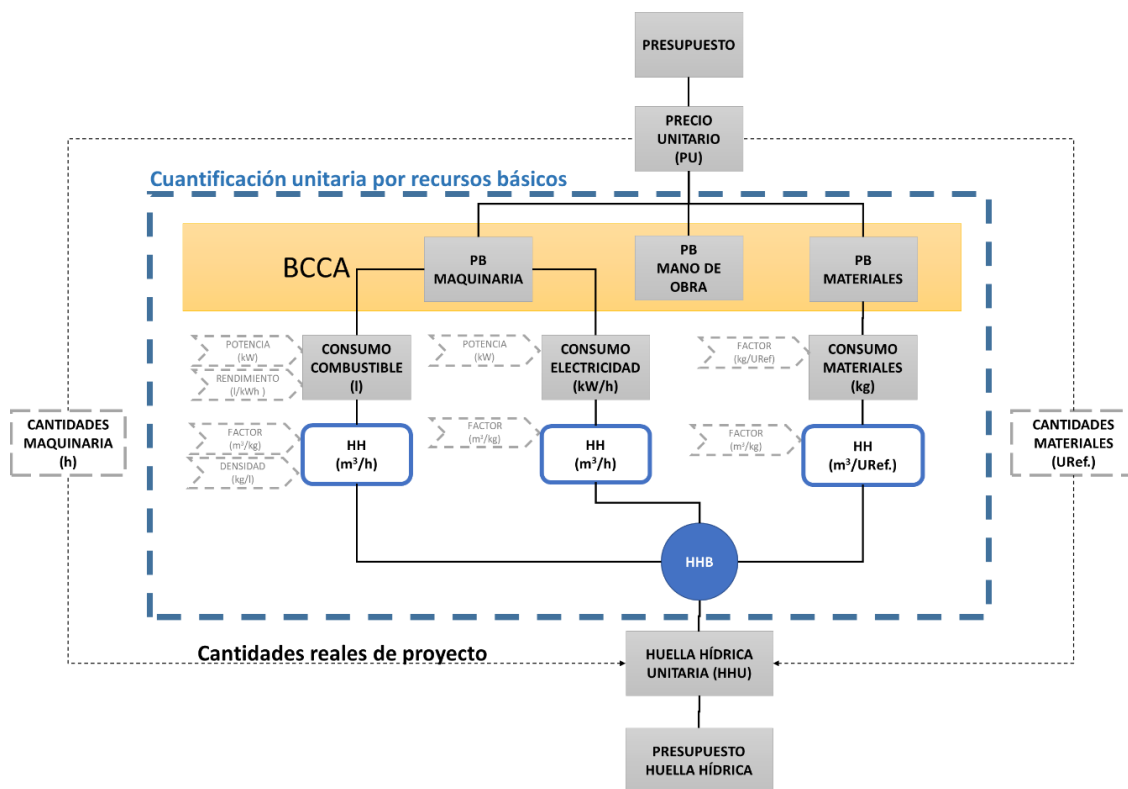 PRESUPUESTO
PRECIO
UNITARIO
(PU)
Cuantificación unitaria por recursos básicos
BCCA
PB
MAQUINARIA
PB
MANO DE
OBRA
PB
MATERIALES
POTENCIA
(kW)
RENDIMIENTO
(l/kWh )
CONSUMO
COMBUSTIBLE
(l)
POTENCIA
(kW)
CONSUMO
ELECTRICIDAD
(kW/h)
FACTOR
(kg/URef)
CONSUMO
MATERIALES
(kg)
CANTIDADES
MAQUINARIA
(h)
FACTOR
(m³/kg)
DENSIDAD
(kg/l)
HH
(m³/h)
FACTOR
(m³/kg)
HH
(m³/h)
FACTOR
(m³/kg)
HH
(m³/URef.)
CANTIDADES
MATERIALES
(URef.)
HHB
Cantidades reales de proyecto
HUELLA HÍDRICA
UNITARIA (HHU)
PRESUPUESTO
HUELLA HÍDRICA